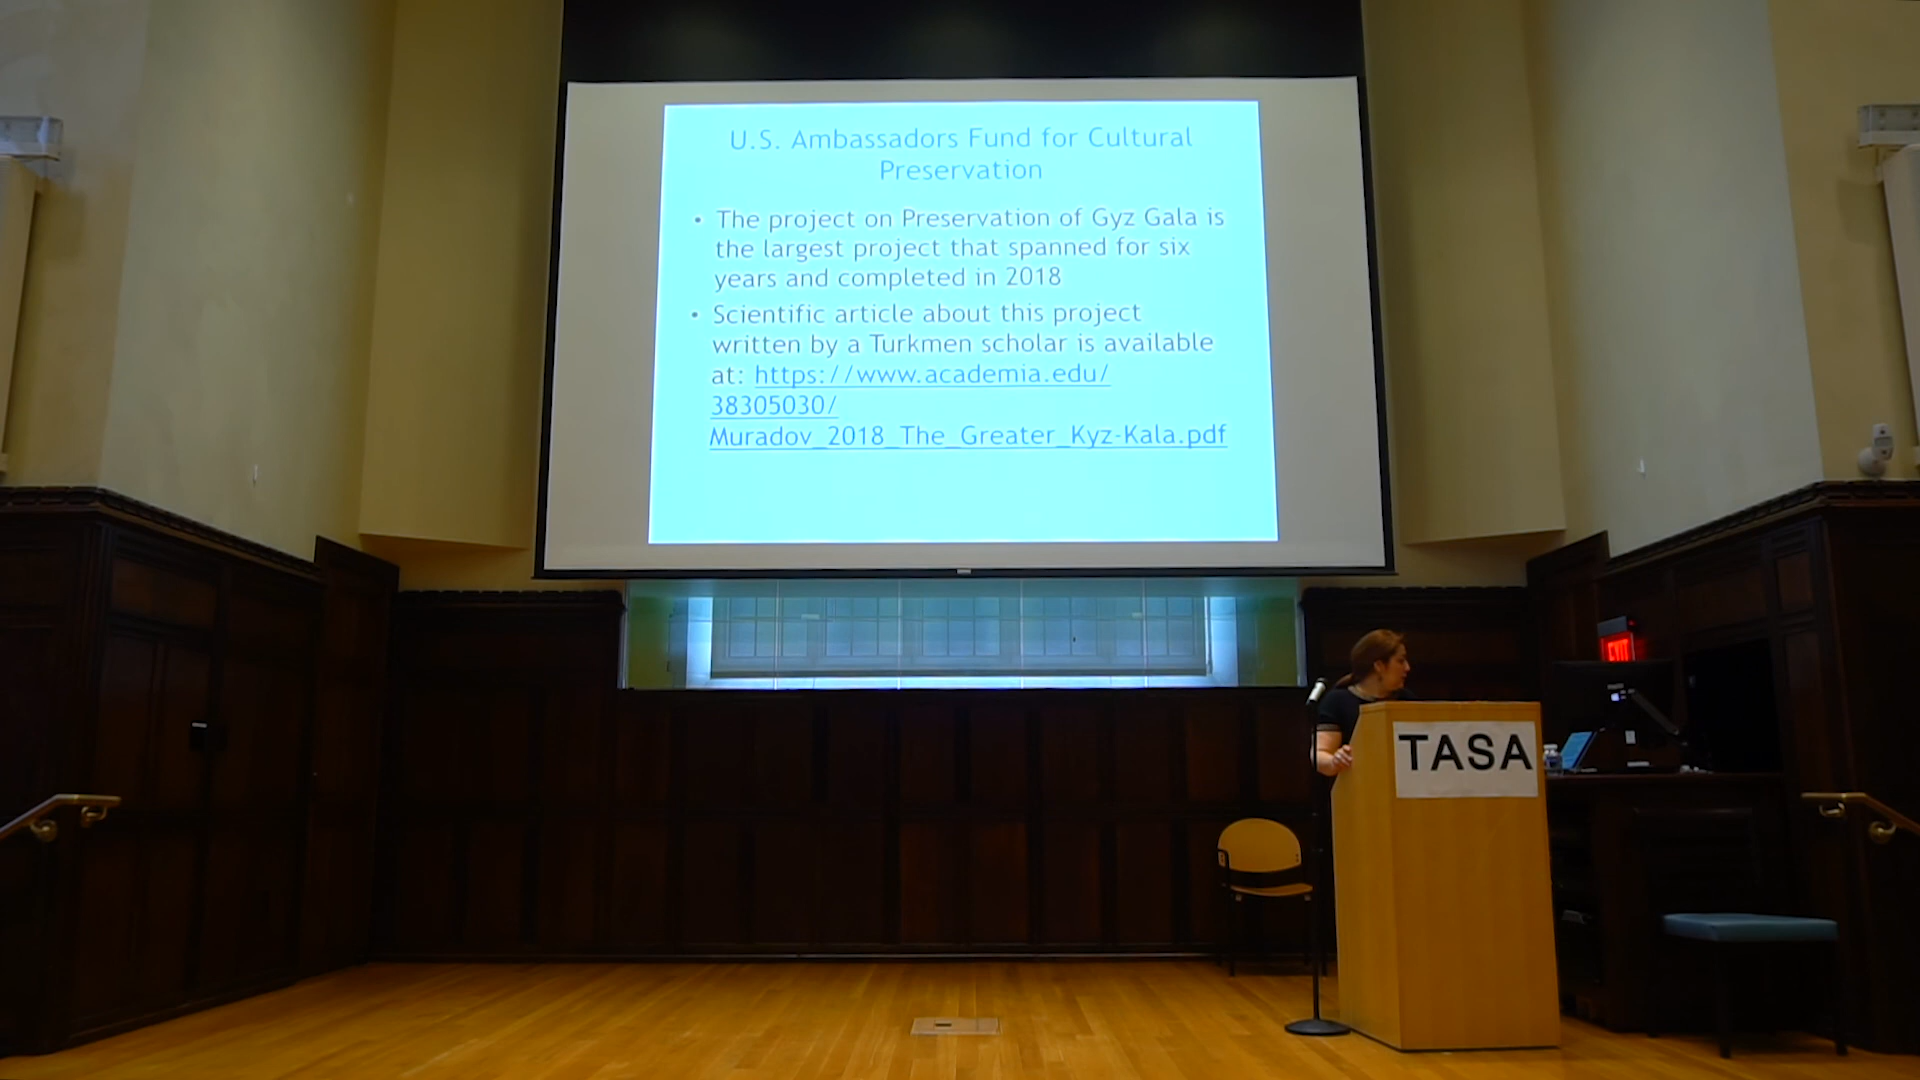 U.S. Ambassadors Fund for Cultural
Preservation
• The project on Preservation of Gyz Gala is
the largest project that spanned for six
years and completed in 2018
• Scientific article about this project
written by a Turkmen scholar is available
at: https://www.academia.edu/
38305030/
Muradov_2018_The_Greater_Kyz-Kala.pdf
EXIT
TASA